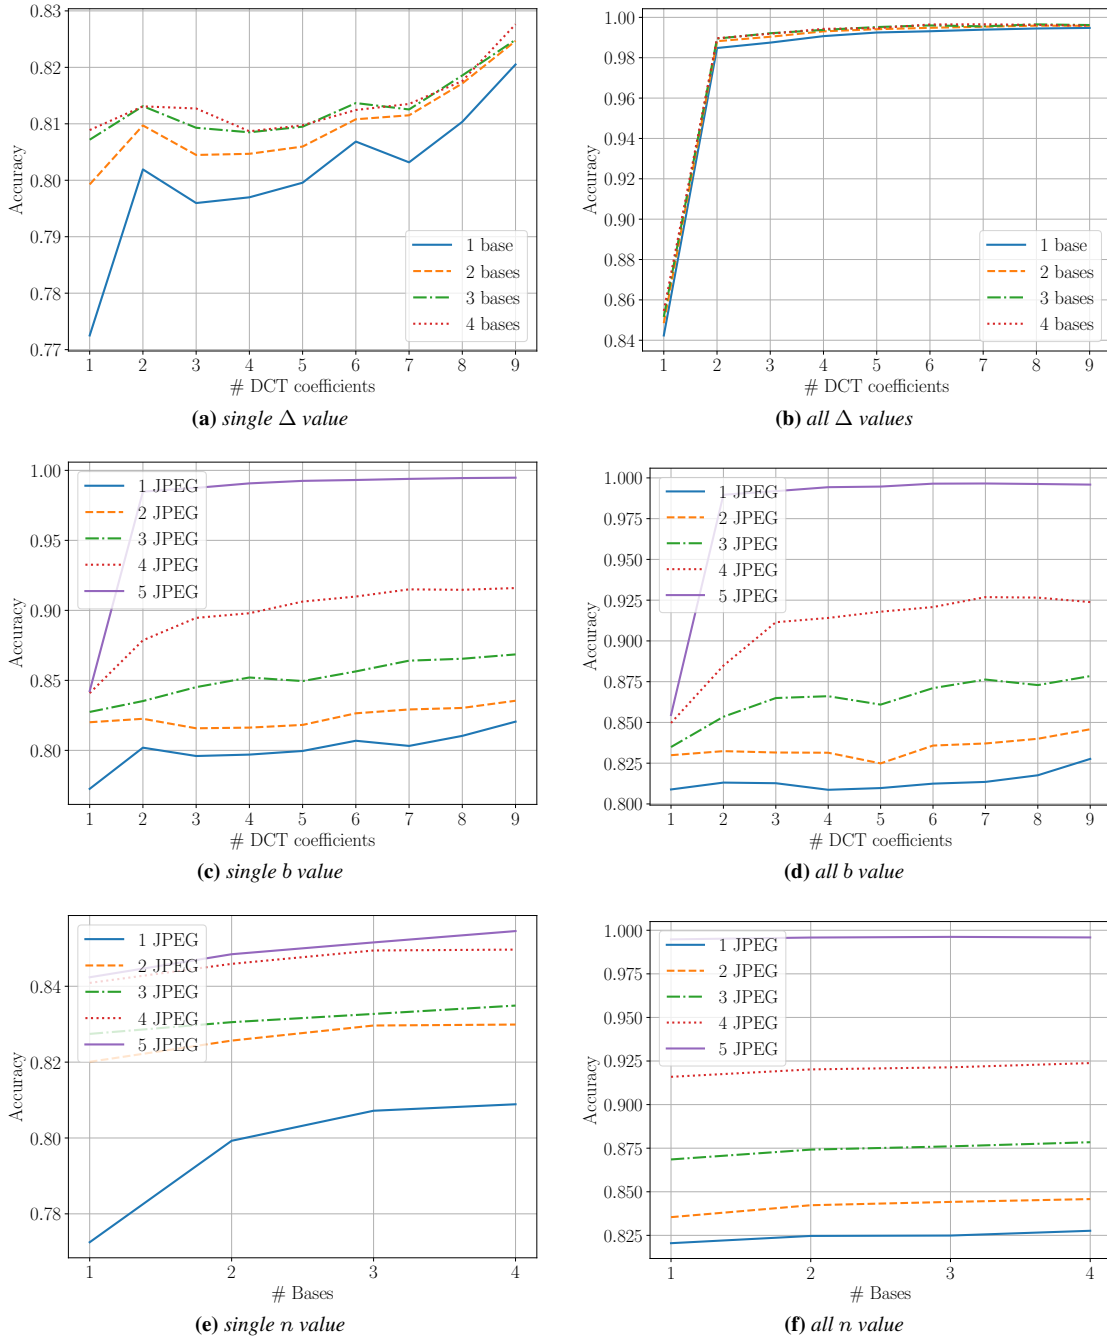 0.83
0.82
0.81
0.80
0.79
0.78
0.77
Accuracy
1 2 3 4 5 6 7 8 9
# DCT coefficients
1 base
2 bases
3 bases
4 bases
(a) single Δ value
1.00
0.98
0.96
0.94
0.92
0.90
0.88
0.86
0.84
Accuracy
1 2 3 4 5 6 7 8 9
# DCT coefficients
1 base
2 bases
3 bases
4 bases
(b) all Δ values
1.00
0.95
0.90
0.85
0.80
Accuracy
1 2 3 4 5 6 7 8 9
# DCT coefficients
1 JPEG
2 JPEG
3 JPEG
4 JPEG
5 JPEG
(c) single b value
1.000
0.975
0.950
0.925
0.900
0.875
0.850
0.825
0.800
Accuracy
1 2 3 4 5 6 7 8 9
# DCT coefficients
1 JPEG
2 JPEG
3 JPEG
4 JPEG
5 JPEG
(d) all b value
0.84
0.82
0.80
0.78
Accuracy
1 2 3 4
# Bases
1 JPEG
2 JPEG
3 JPEG
4 JPEG
5 JPEG
(e) single n value
1.000
0.975
0.950
0.925
0.900
0.875
0.850
0.825
Accuracy
1 2 3 4
# Bases
1 JPEG
2 JPEG
3 JPEG
4 JPEG
5 JPEG
(f) all n value